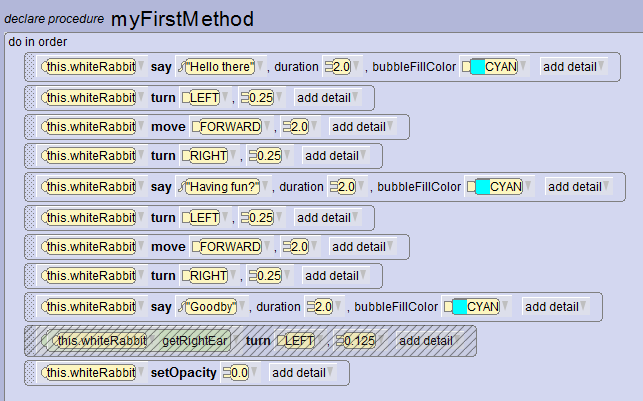 declare procedure myFirstMethod
do in order
this.whiteRabbit say "Hello there" , duration 2.0 , bubbleFillColor CYAN add detail
this.whiteRabbit turn LEFT , 0.25 add detail
this.whiteRabbit move FORWARD , 2.0 add detail
this.whiteRabbit turn RIGHT , 0.25 add detail
this.whiteRabbit say "Having fun?" , duration 2.0 , bubbleFillColor CYAN add detail
this.whiteRabbit turn LEFT , 0.25 add detail
this.whiteRabbit move FORWARD , 2.0 add detail
this.whiteRabbit turn RIGHT , 0.25 add detail
this.whiteRabbit say "Goodby" , duration 2.0 , bubbleFillColor CYAN add detail
this.whiteRabbit getRightEar turn LEFT , 0.125 add detail
this.whiteRabbit setOpacity 0.0 add detail